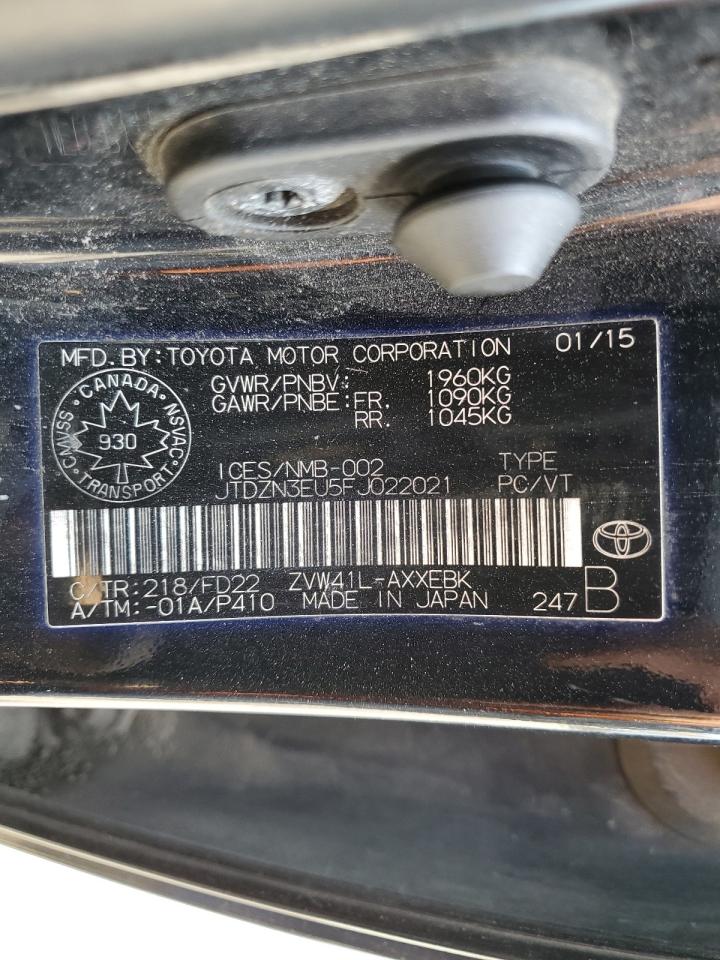 MFD. BY: TOYOTA MOTOR CORPORATION 01/15
GVWR/PNBV: 1960KG
GAWR/PNBE: FR. 1090KG
RR. 1045KG
CANADA
CMVSS NSVAC
930
TRANSPORT
ICES/NMB-002 TYPE
JTDZN3EU5FJ022021 PC/VT
C/TR: 218/FD22 ZVW41L-AXXEBK
A/TM: -01A/P410 MADE IN JAPAN 247 B